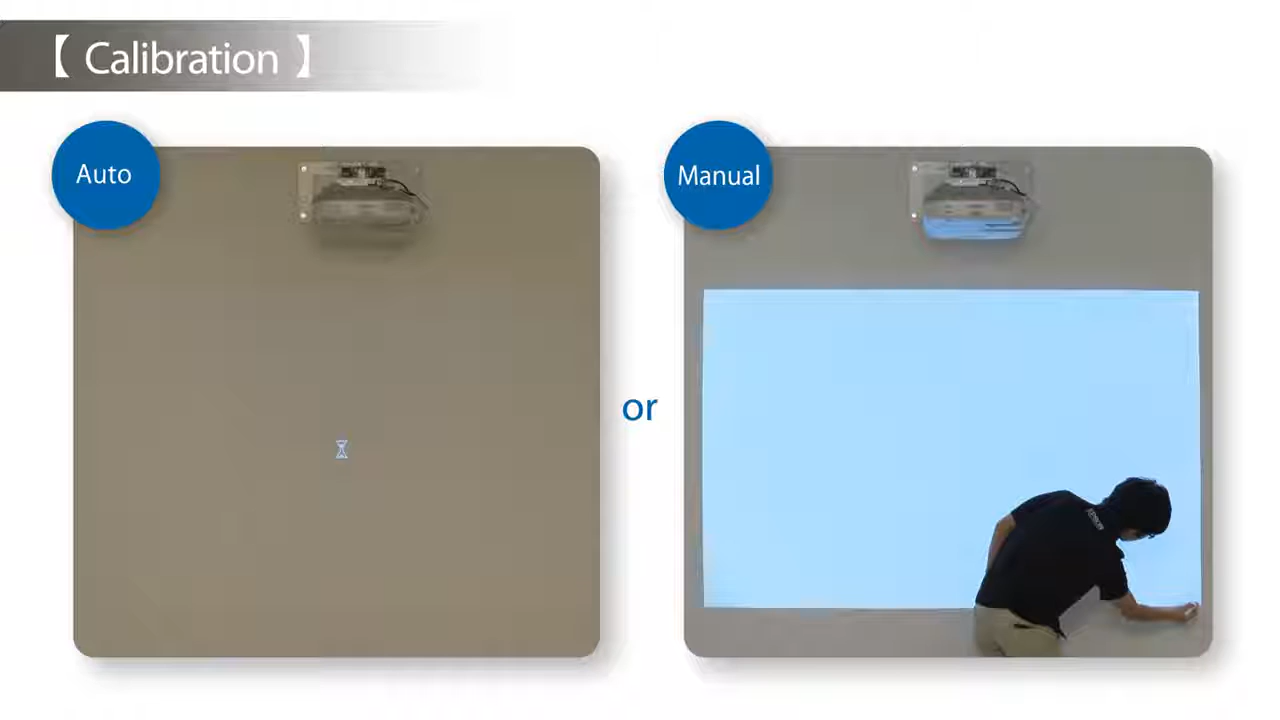 【 Calibration 】
Auto
Manual
or